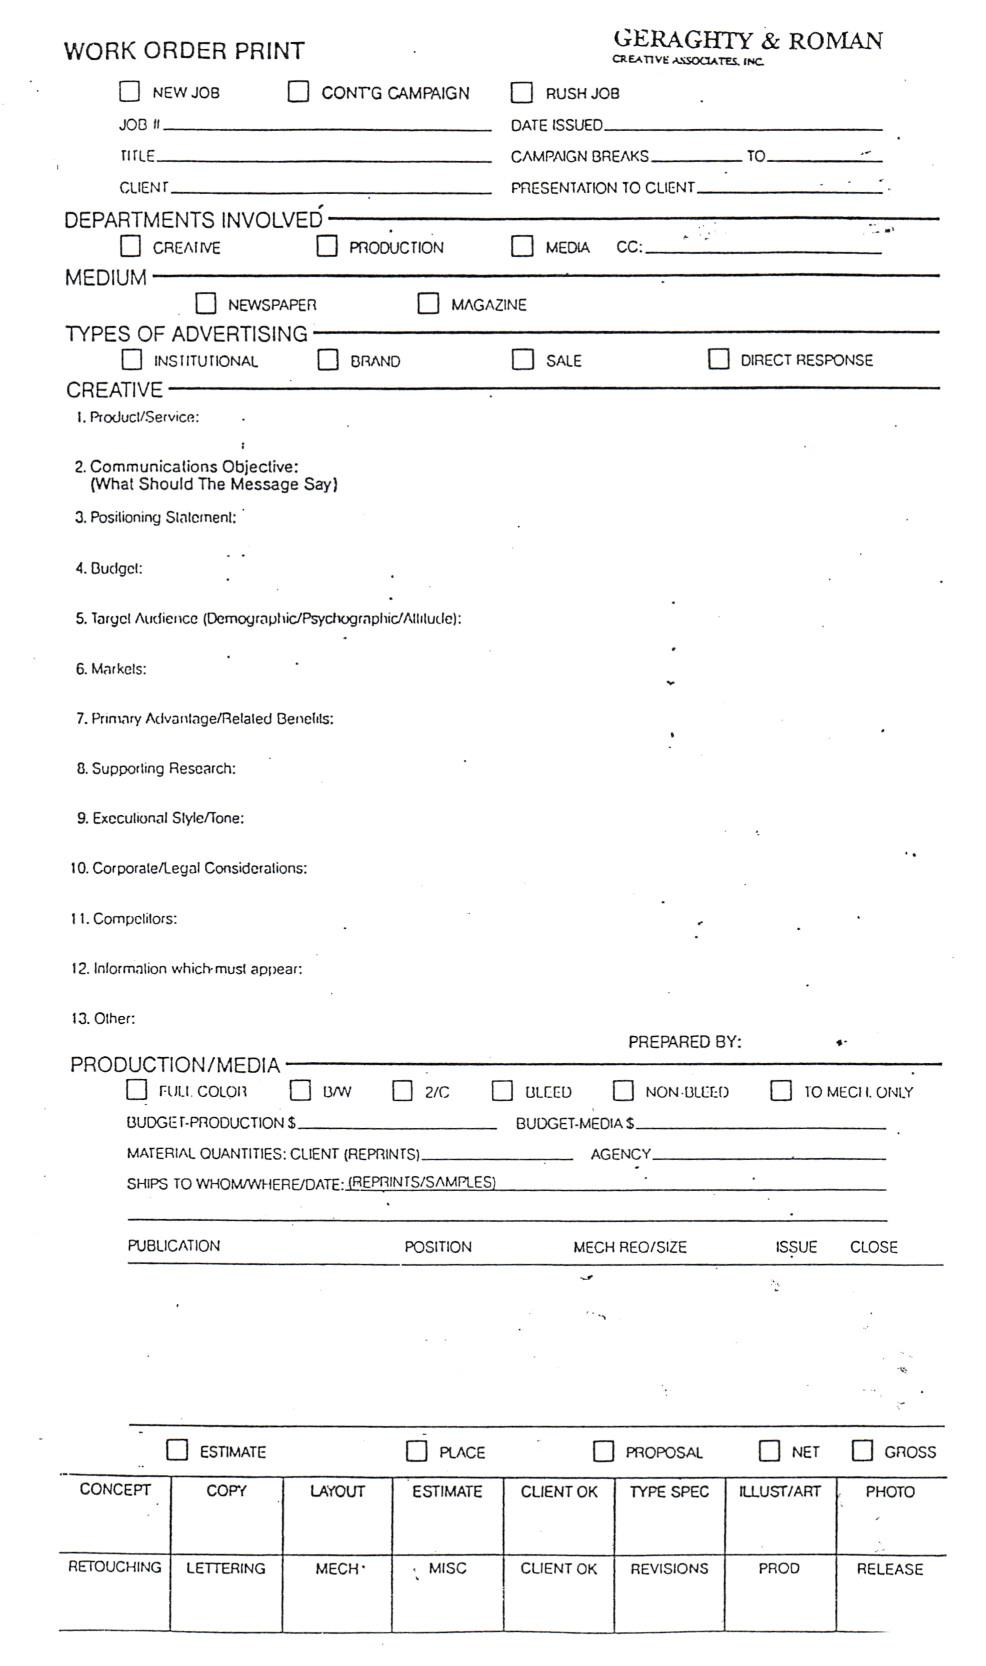 WORK ORDER PRINT
GERAGHTY & ROMAN
CREATIVE ASSOCIATES, INC.
NEW JOB CONT'G CAMPAIGN RUSH JOB
JOB # DATE ISSUED
TITLE CAMPAIGN BREAKS TO
CLIENT PRESENTATION TO CLIENT
DEPARTMENTS INVOLVED
CREATIVE PRODUCTION MEDIA CC:
MEDIUM
NEWSPAPER MAGAZINE
TYPES OF ADVERTISING
INSTITUTIONAL BRAND SALE DIRECT RESPONSE
CREATIVE
1. Product/Service:
2. Communications Objective:
(What Should The Message Say)
3. Positioning Statement:
4. Budget:
5. Target Audience (Demographic/Psychographic/Attitude):
6. Markets:
7. Primary Advantage/Related Benefits:
8. Supporting Research:
9. Executional Style/Tone:
10. Corporate/Legal Considerations:
11. Competitors:
12. Information which must appear:
13. Other:
PREPARED BY:
PRODUCTION/MEDIA
FULL COLOR B/W 2/C BLEED NON-BLEED TO MECH. ONLY
BUDGET-PRODUCTION $ BUDGET-MEDIA $
MATERIAL QUANTITIES: CLIENT (REPRINTS) AGENCY
SHIPS TO WHOM/WHERE/DATE: (REPRINTS/SAMPLES)
PUBLICATION POSITION MECH REQ/SIZE ISSUE CLOSE
ESTIMATE PLACE PROPOSAL NET GROSS
CONCEPT COPY LAYOUT ESTIMATE CLIENT OK TYPE SPEC ILLUST/ART PHOTO
RETOUCHING LETTERING MECH MISC CLIENT OK REVISIONS PROD RELEASE